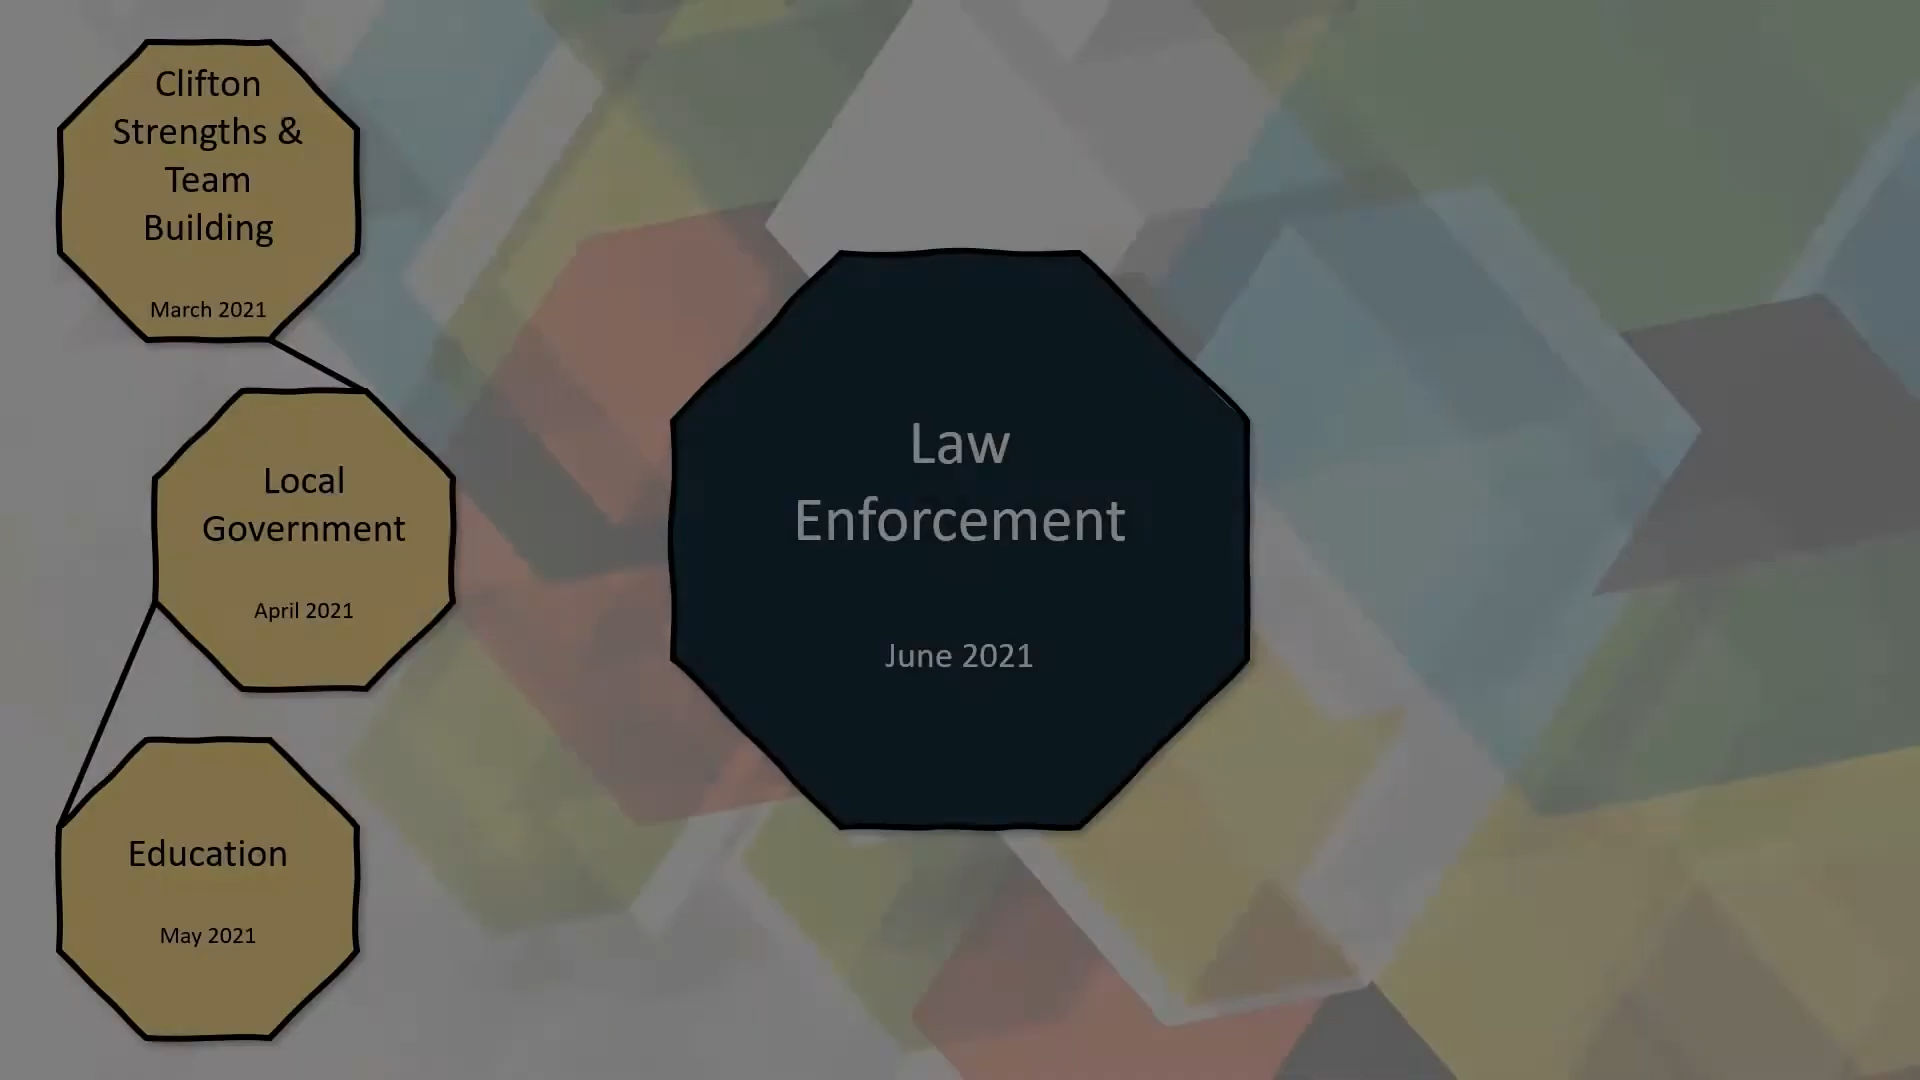 Clifton
Strengths &
Team
Building
March 2021
Local
Government
April 2021
Education
May 2021
Law
Enforcement
June 2021